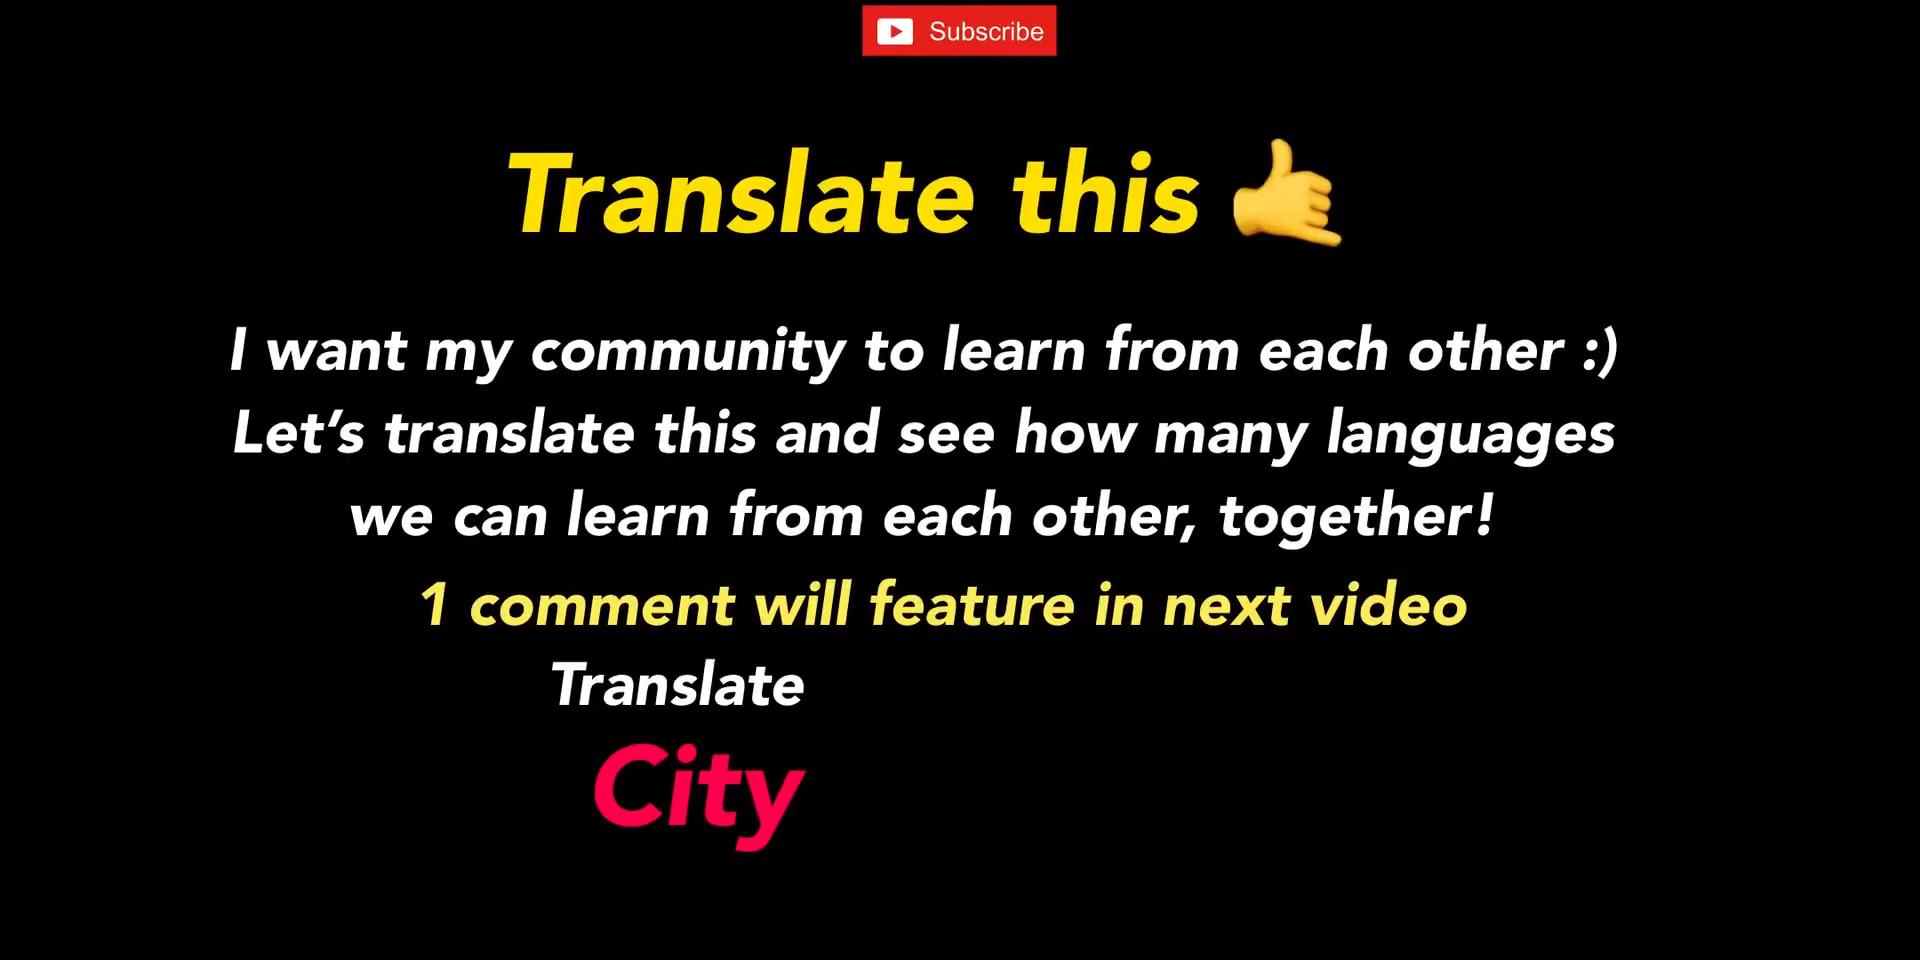 Subscribe
Translate this 🤙
I want my community to learn from each other :)
Let's translate this and see how many languages
we can learn from each other, together!
1 comment will feature in next video
Translate
City